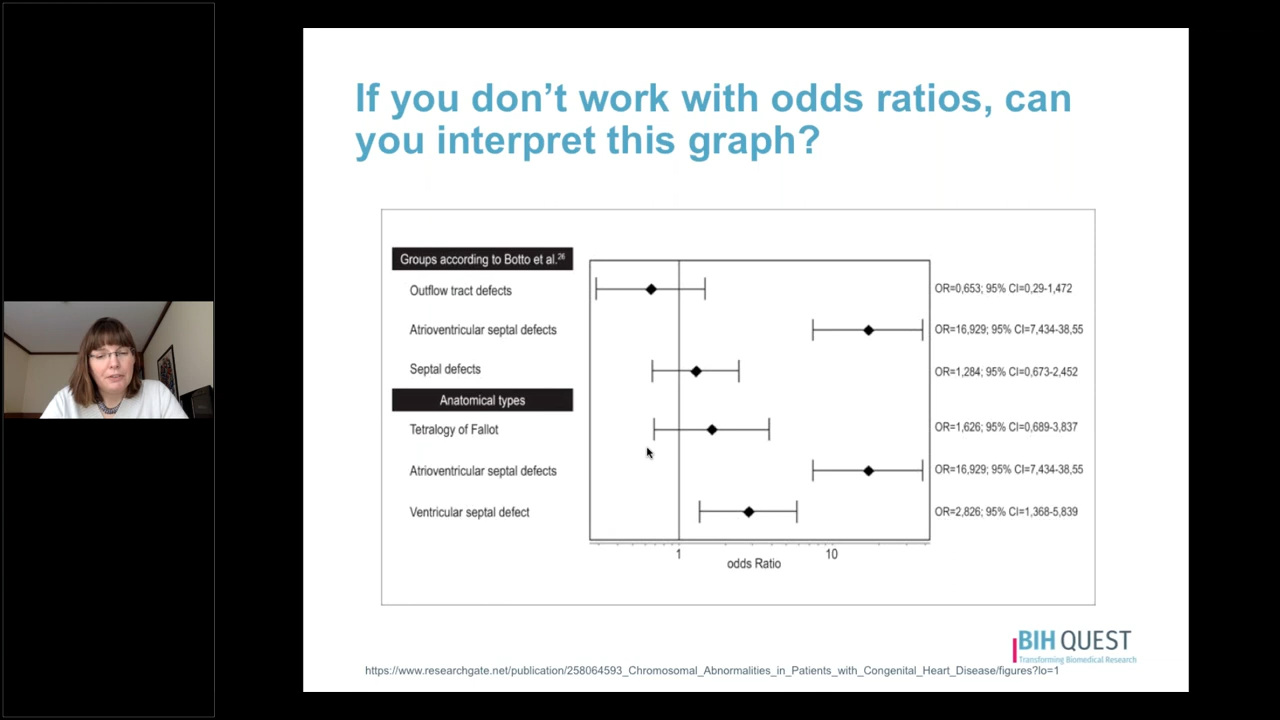 If you don’t work with odds ratios, can
you interpret this graph?
Groups according to Botto et al.26
Outflow tract defects
OR=0,653; 95% CI=0,29-1,472
Atrioventricular septal defects
OR=16,929; 95% CI=7,434-38,55
Septal defects
OR=1,284; 95% CI=0,673-2,452
Anatomical types
Tetralogy of Fallot
OR=1,626; 95% CI=0,689-3,837
Atrioventricular septal defects
OR=16,929; 95% CI=7,434-38,55
Ventricular septal defect
OR=2,826; 95% CI=1,368-5,839
1
10
odds Ratio
BIH QUEST
Transforming Biomedical Research
https://www.researchgate.net/publication/258064593_Chromosomal_Abnormalities_in_Patients_with_Congenital_Heart_Disease/figures?lo=1